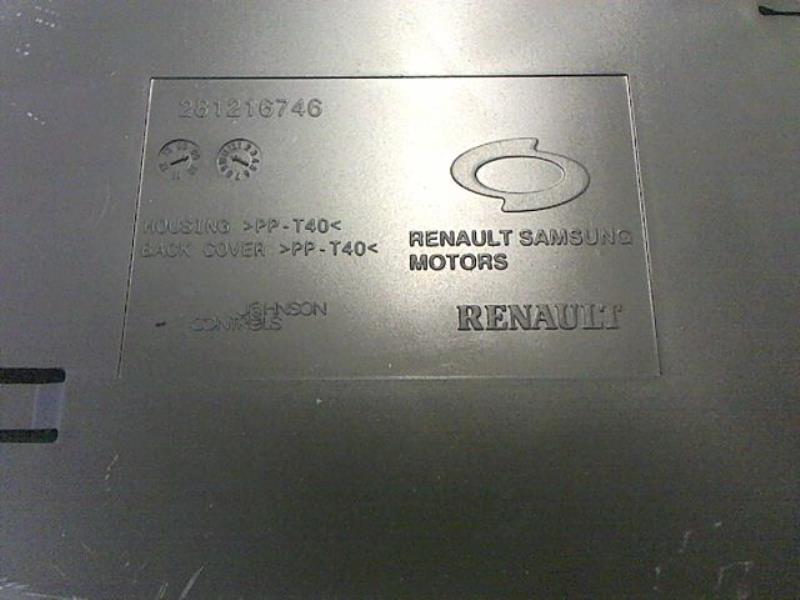 281216746
HOUSING >PP-T40<
BACK COVER >PP-T40<
RENAULT SAMSUNG
MOTORS
JOHNSON
CONTROLS
RENAULT